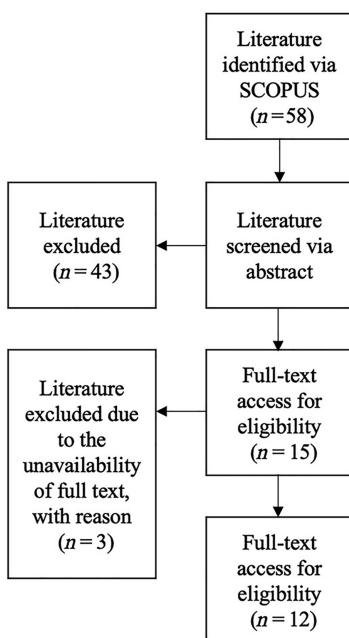 Literature
identified via
SCOPUS
(n=58)
Literature
excluded
(n=43)
Literature
screened via
abstract
Literature
excluded due
to the
unavailability
of full text,
with reason
(n=3)
Full-text
access for
eligibility
(n=15)
Full-text
access for
eligibility
(n=12)